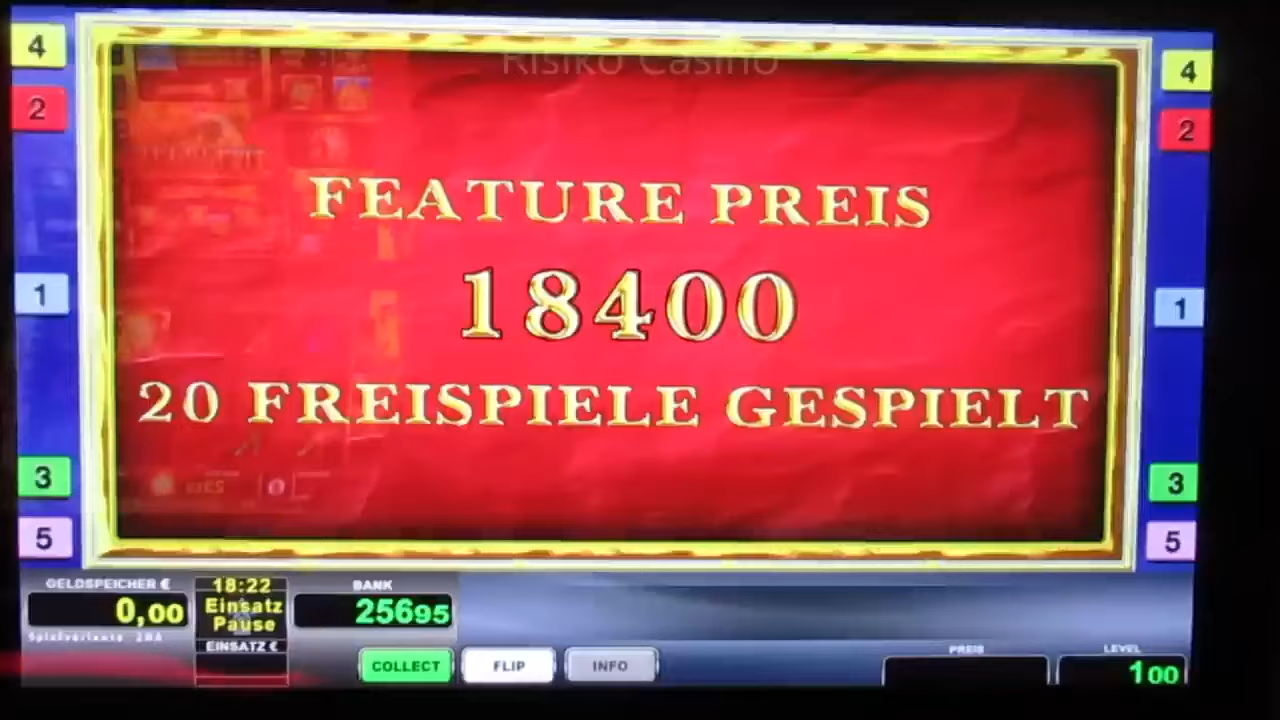 Risiko Casino
4
4
2
2
FEATURE PREIS
18400
1
1
20 FREISPIELE GESPIELT
3
3
5
5
GELDSPEICHER €
0,00
18:22
Einsatz
Pause
EINSATZ €
BANK
25695
COLLECT
FLIP
INFO
PREIS
LEVEL
100